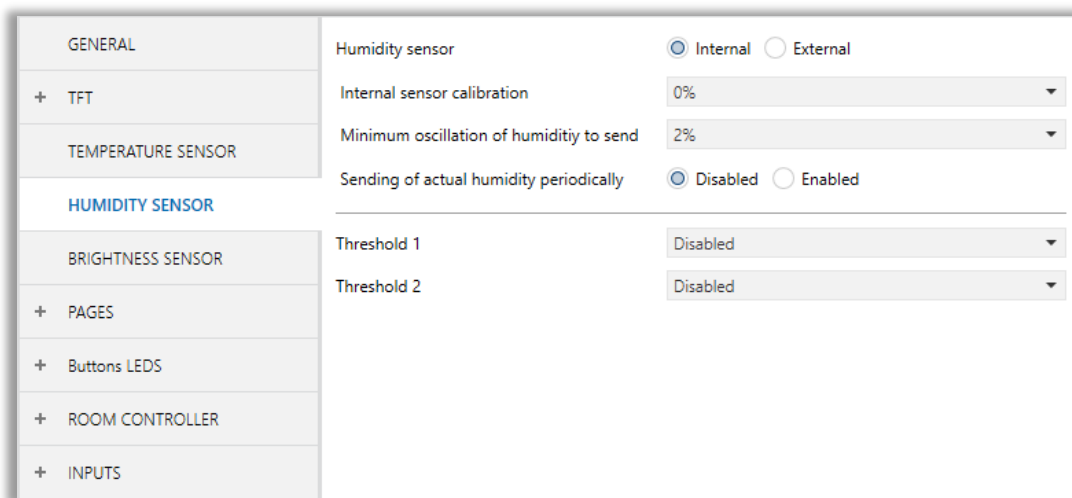 GENERAL
+ TFT
TEMPERATURE SENSOR
HUMIDITY SENSOR
BRIGHTNESS SENSOR
+ PAGES
+ Buttons LEDS
+ ROOM CONTROLLER
+ INPUTS
Humidity sensor Internal External
Internal sensor calibration 0%
Minimum oscillation of humiditiy to send 2%
Sending of actual humidity periodically Disabled Enabled
Threshold 1 Disabled
Threshold 2 Disabled